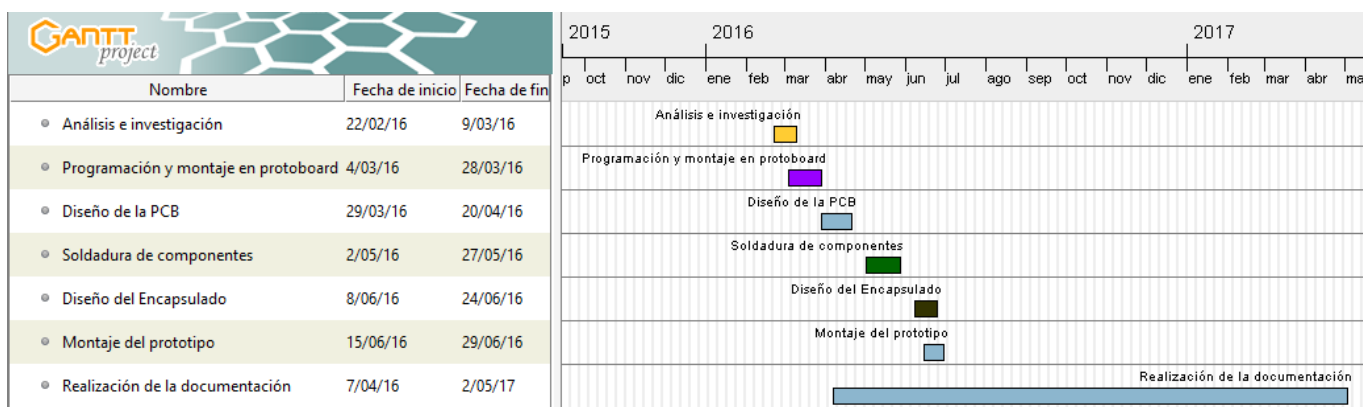 GANTT project
2015 2016 2017
p oct nov dic ene feb mar abr may jun jul ago sep oct nov dic ene feb mar abr ma
Nombre Fecha de inicio Fecha de fin
Análisis e investigación 22/02/16 9/03/16 Análisis e investigación
Programación y montaje en protoboard 4/03/16 28/03/16 Programación y montaje en protoboard
Diseño de la PCB 29/03/16 20/04/16 Diseño de la PCB
Soldadura de componentes 2/05/16 27/05/16 Soldadura de componentes
Diseño del Encapsulado 8/06/16 24/06/16 Diseño del Encapsulado
Montaje del prototipo 15/06/16 29/06/16 Montaje del prototipo
Realización de la documentación 7/04/16 2/05/17 Realización de la documentación